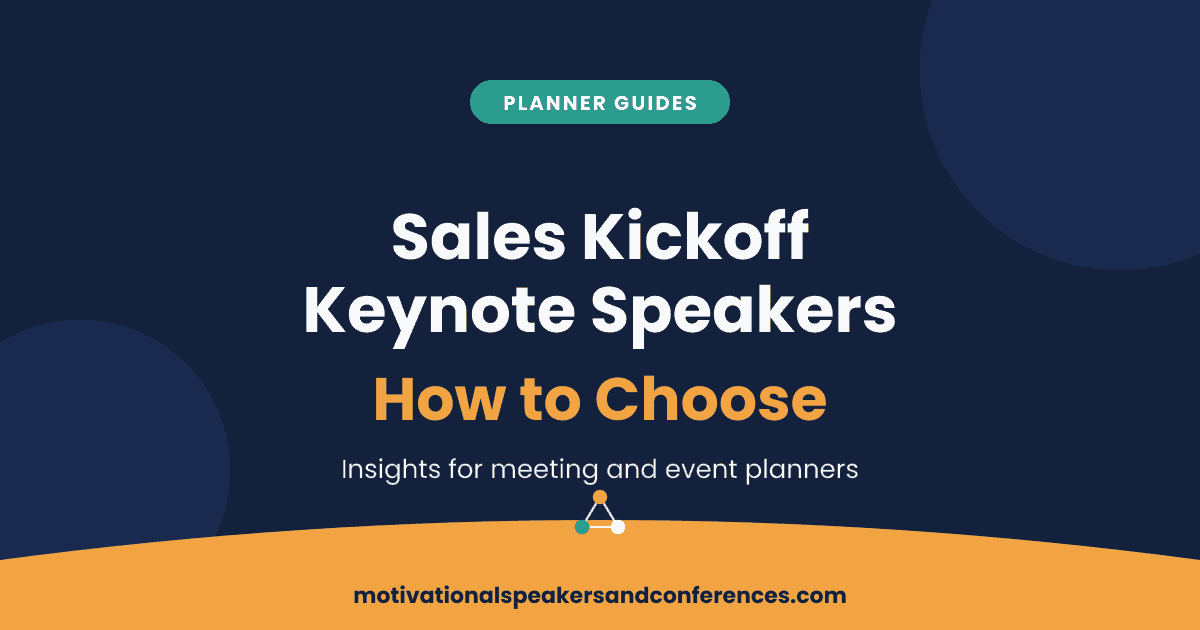 PLANNER GUIDES
Sales Kickoff
Keynote Speakers
How to Choose
Insights for meeting and event planners
motivationalspeakersandconferences.com